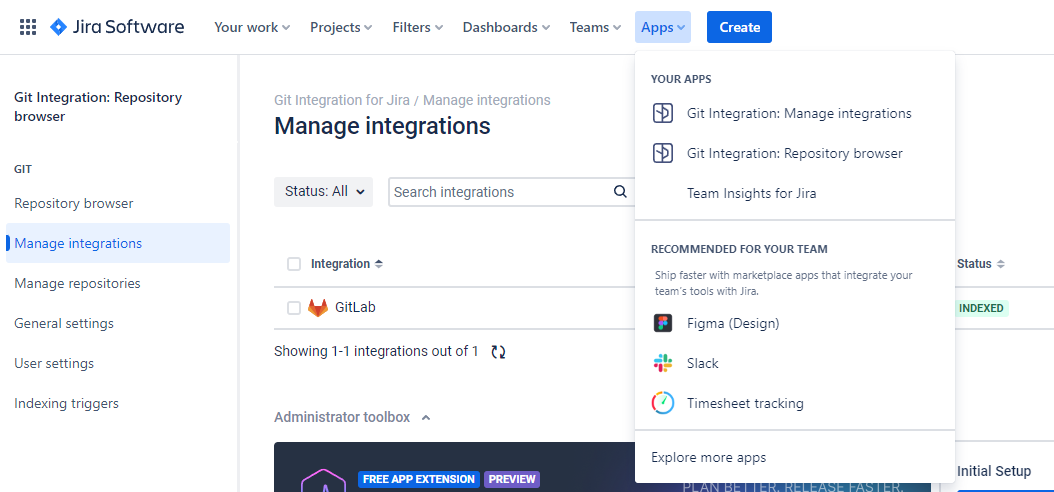 Jira Software Your work Projects Filters Dashboards Teams Apps Create
Git Integration: Repository
browser
GIT
Repository browser
Manage integrations
Manage repositories
General settings
User settings
Indexing triggers
Git Integration for Jira / Manage integrations
Manage integrations
Status: All Search integrations
Integration Status
GitLab INDEXED
Showing 1-1 integrations out of 1
Administrator toolbox
FREE APP EXTENSION PREVIEW
PLAN BETTER. RELEASE FASTER.
Initial Setup
YOUR APPS
Git Integration: Manage integrations
Git Integration: Repository browser
Team Insights for Jira
RECOMMENDED FOR YOUR TEAM
Ship faster with marketplace apps that integrate your
team's tools with Jira.
Figma (Design)
Slack
Timesheet tracking
Explore more apps